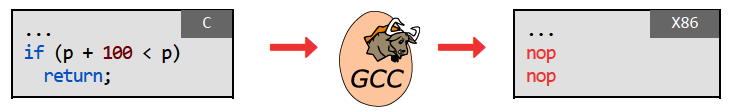 C
...
if (p + 100 < p)
return;
GCC
X86
...
nop
nop